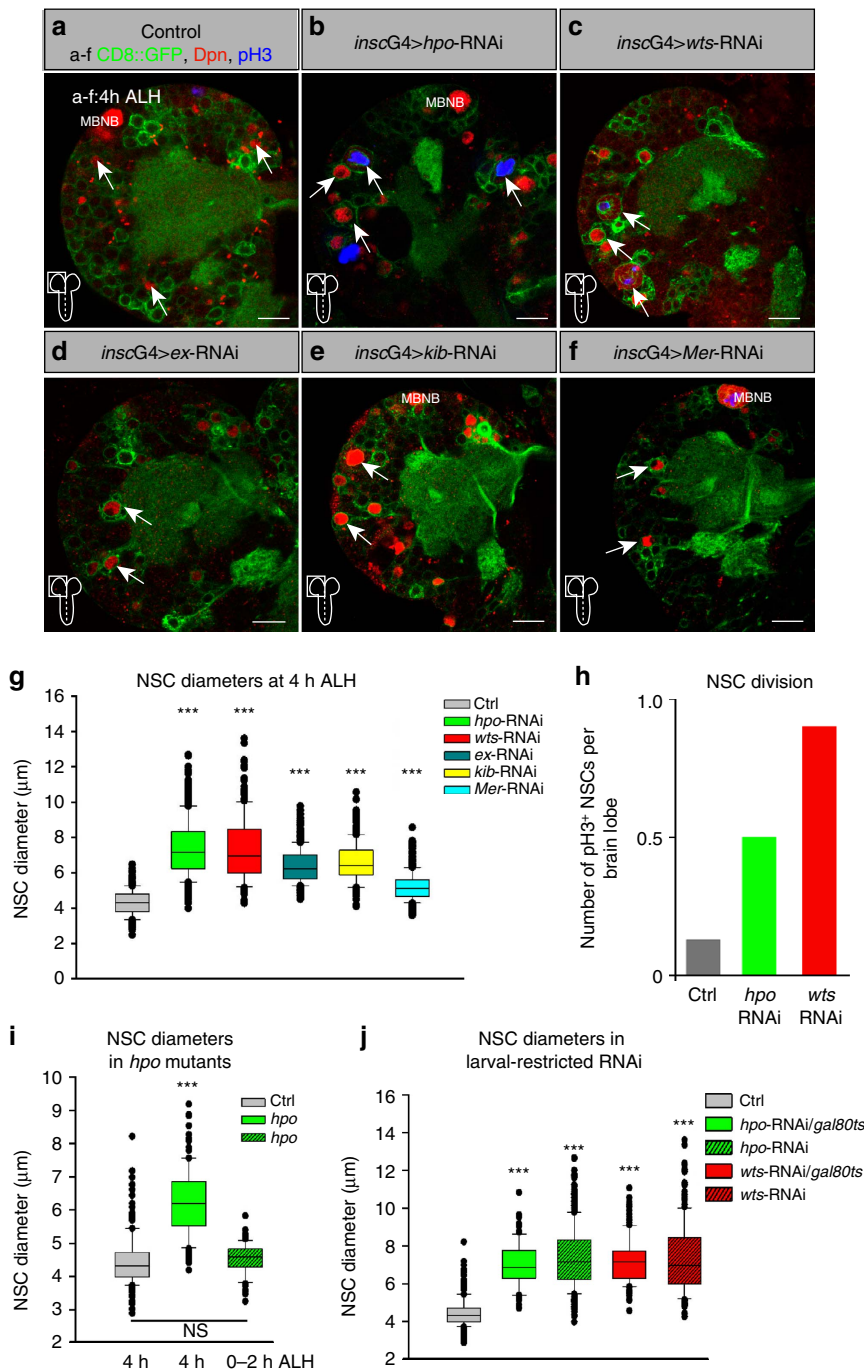 a
Control
a-f CD8::GFP, Dpn, pH3
b
inscG4>hpo-RNAi
c
inscG4>wts-RNAi
a-f:4h ALH
MBNB
MBNB
d
inscG4>ex-RNAi
e
inscG4>kib-RNAi
f
inscG4>Mer-RNAi
MBNB
MBNB
g
NSC diameters at 4 h ALH
NSC diameter (μm)
16
14
12
10
8
6
4
2
0
*** *** *** *** ***
Ctrl
hpo-RNAi
wts-RNAi
ex-RNAi
kib-RNAi
Mer-RNAi
h
NSC division
Number of pH3+ NSCs per
brain lobe
1.0
0.5
0
Ctrl
hpo
RNAi
wts
RNAi
i
NSC diameters
in hpo mutants
NSC diameter (μm)
10
9
8
7
6
5
4
3
2
***
Ctrl
hpo
hpo
NS
4 h 4 h 0–2 h ALH
j
NSC diameters in
larval-restricted RNAi
NSC diameter (μm)
16
14
12
10
8
6
4
2
*** *** *** ***
Ctrl
hpo-RNAi/gal80ts
hpo-RNAi
wts-RNAi/gal80ts
wts-RNAi